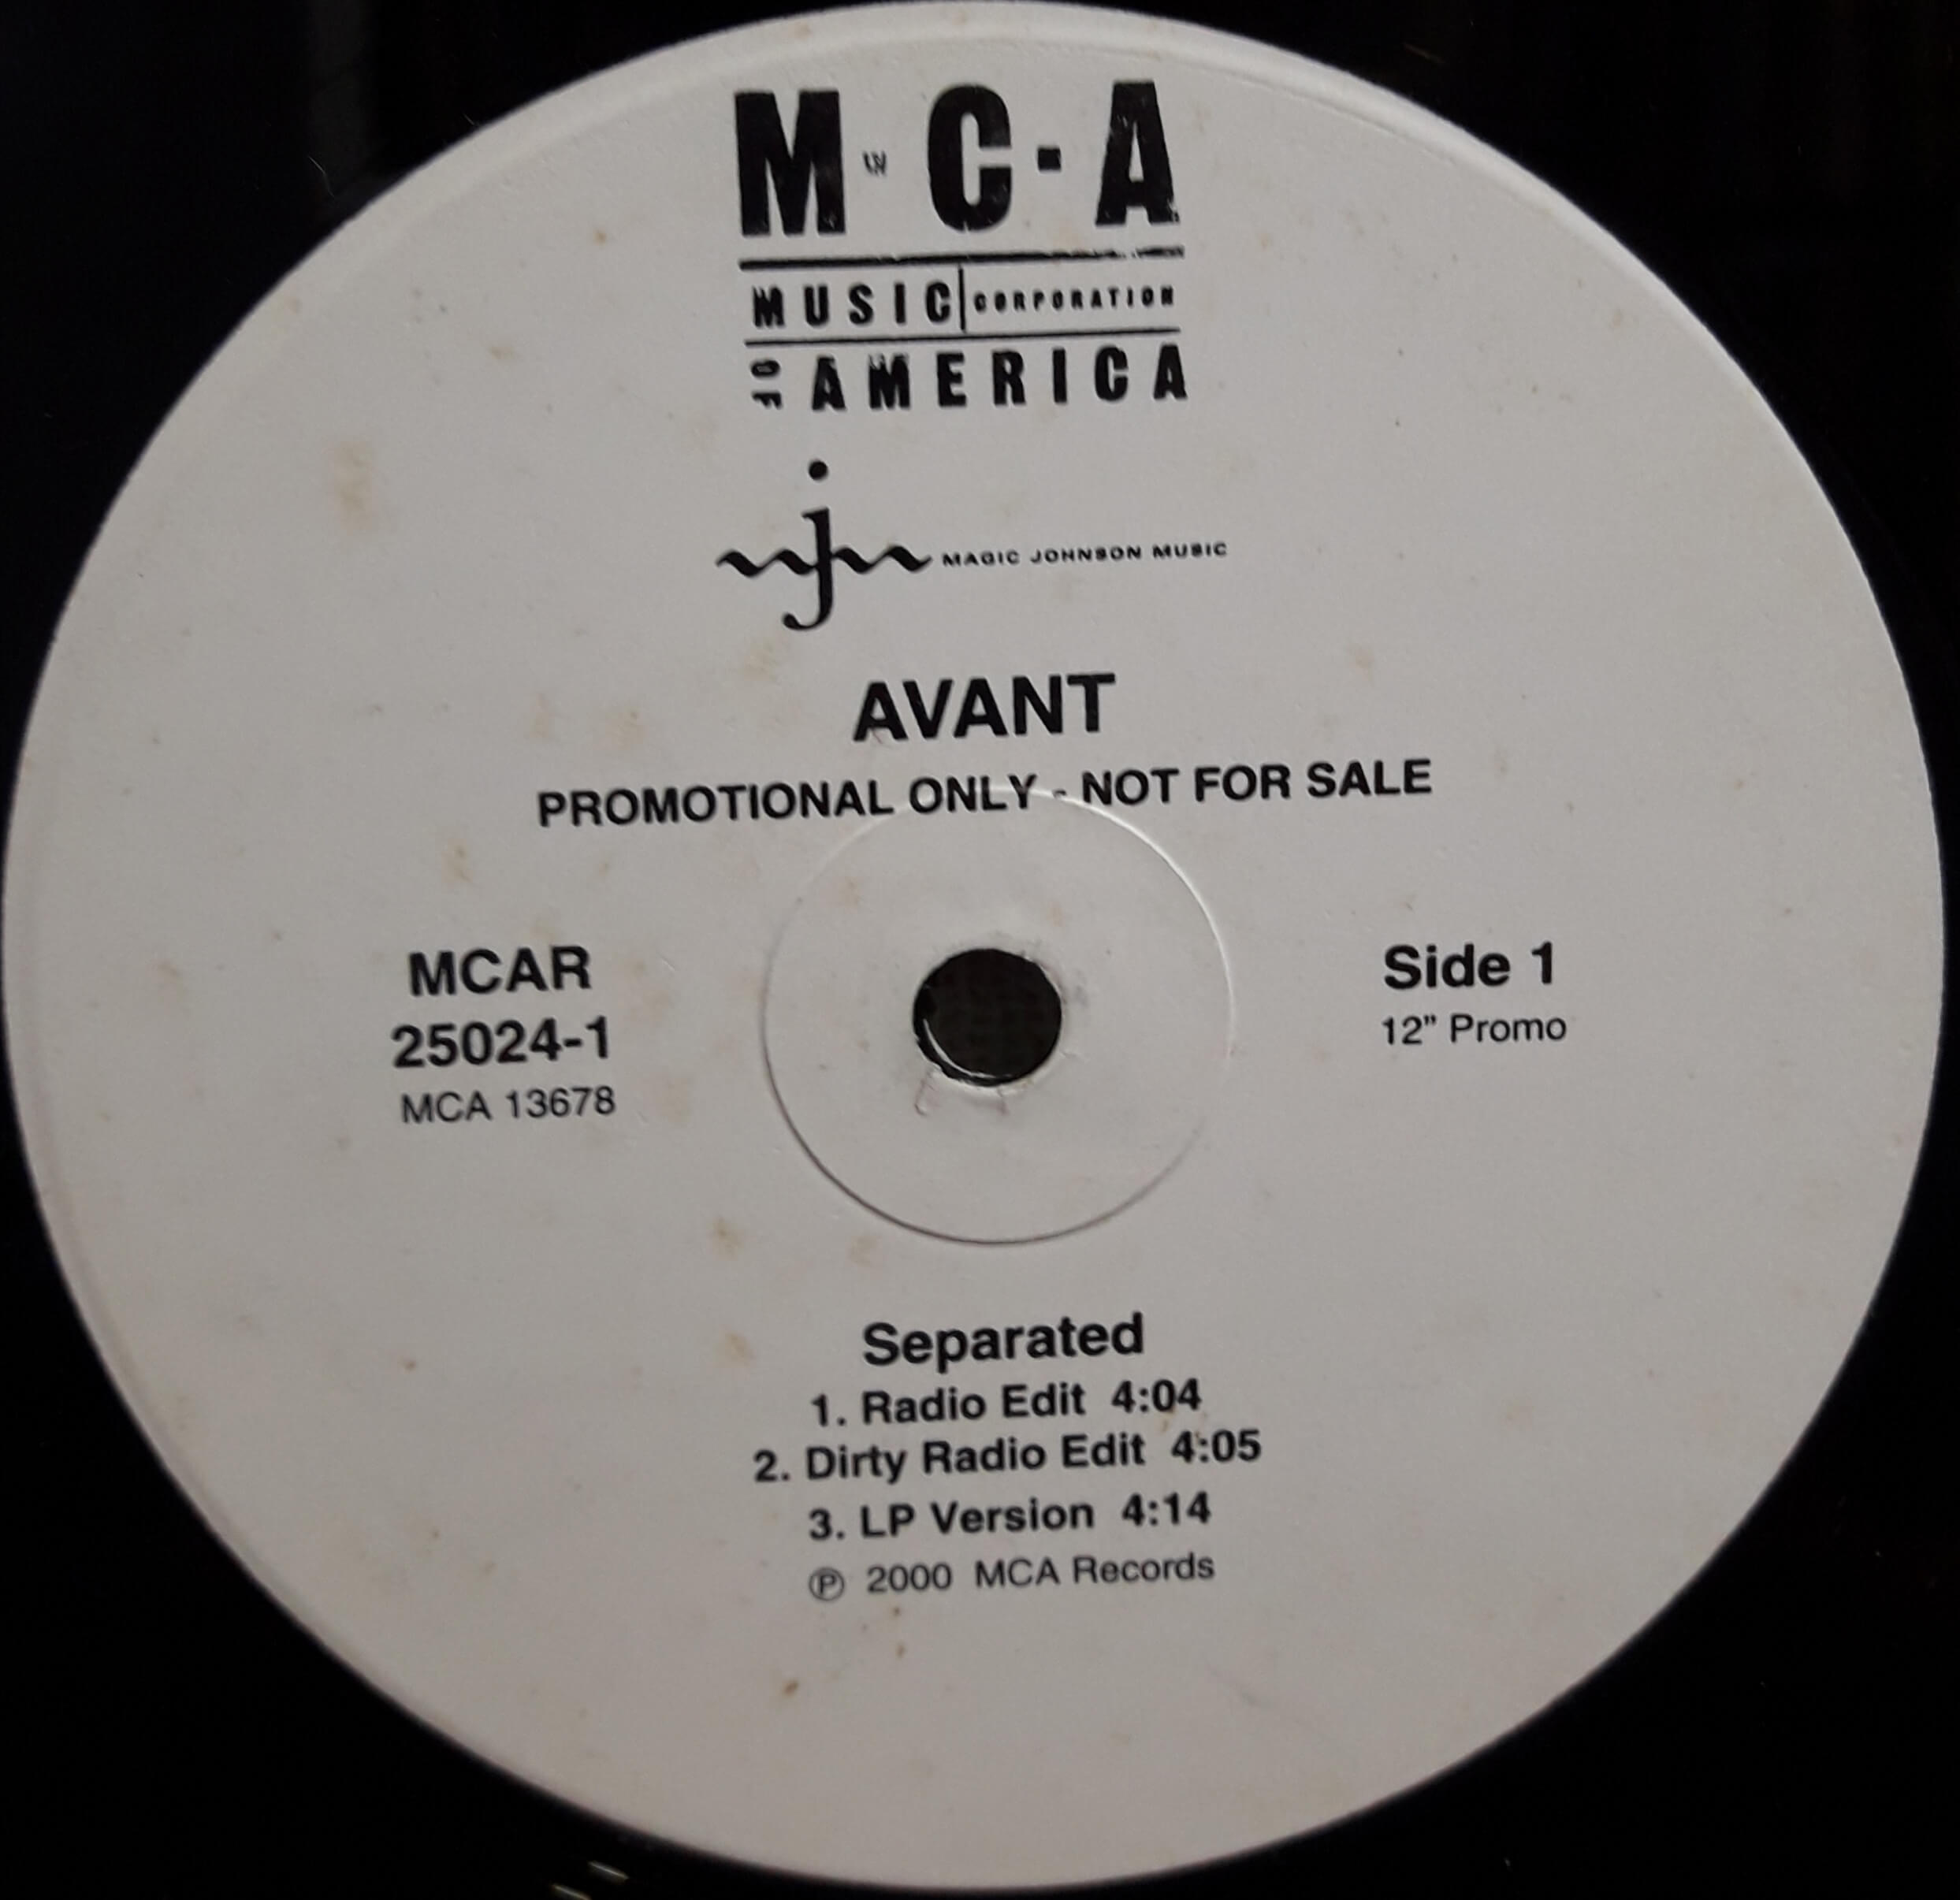 M · C · A
MUSIC CORPORATION
OF AMERICA
mjm MAGIC JOHNSON MUSIC
AVANT
PROMOTIONAL ONLY - NOT FOR SALE
MCAR
25024-1
MCA 13678
Side 1
12” Promo
Separated
1. Radio Edit 4:04
2. Dirty Radio Edit 4:05
3. LP Version 4:14
℗ 2000 MCA Records